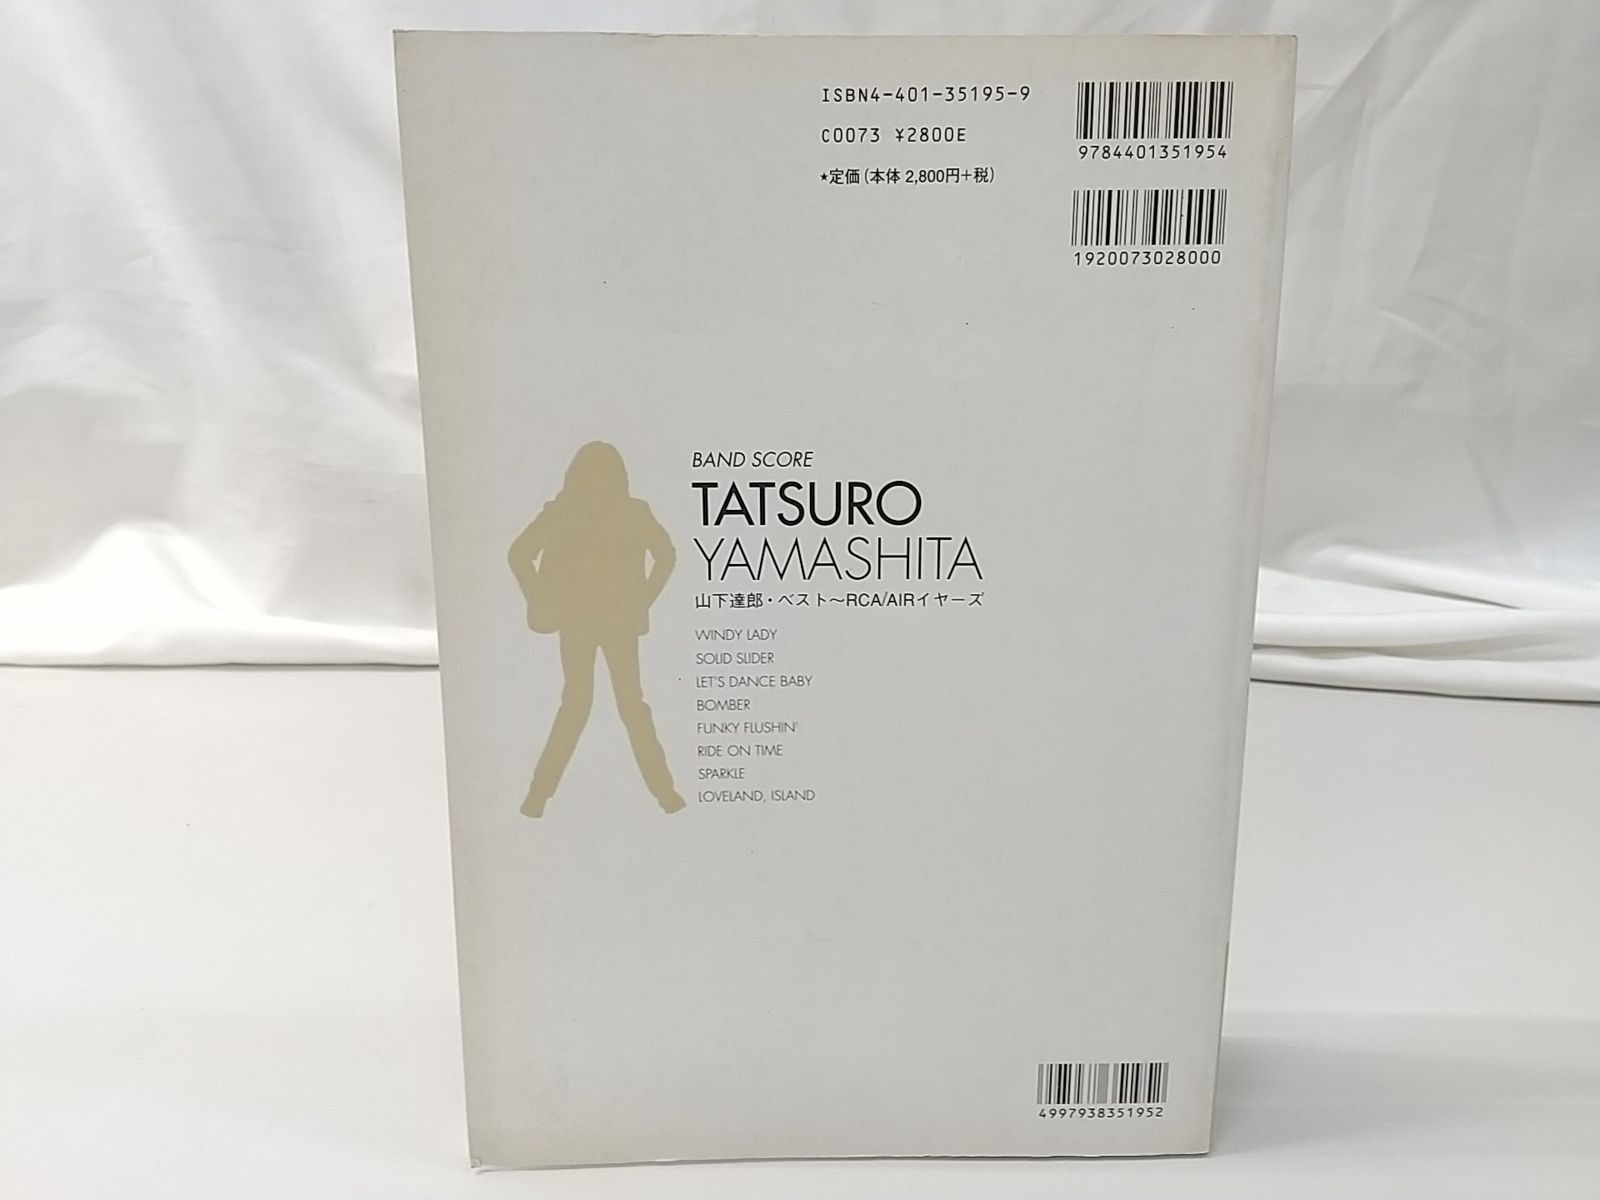 ISBN4-401-35195-9
C0073 ¥2800E
★定価(本体 2,800円+税)
9784401351954
1920073028000
BAND SCORE
TATSURO
YAMASHITA
山下達郎・ベスト〜RCA/AIRイヤーズ
WINDY LADY
SOLID SLIDER
LET'S DANCE BABY
BOMBER
FUNKY FLUSHIN'
RIDE ON TIME
SPARKLE
LOVELAND, ISLAND
4997938351952